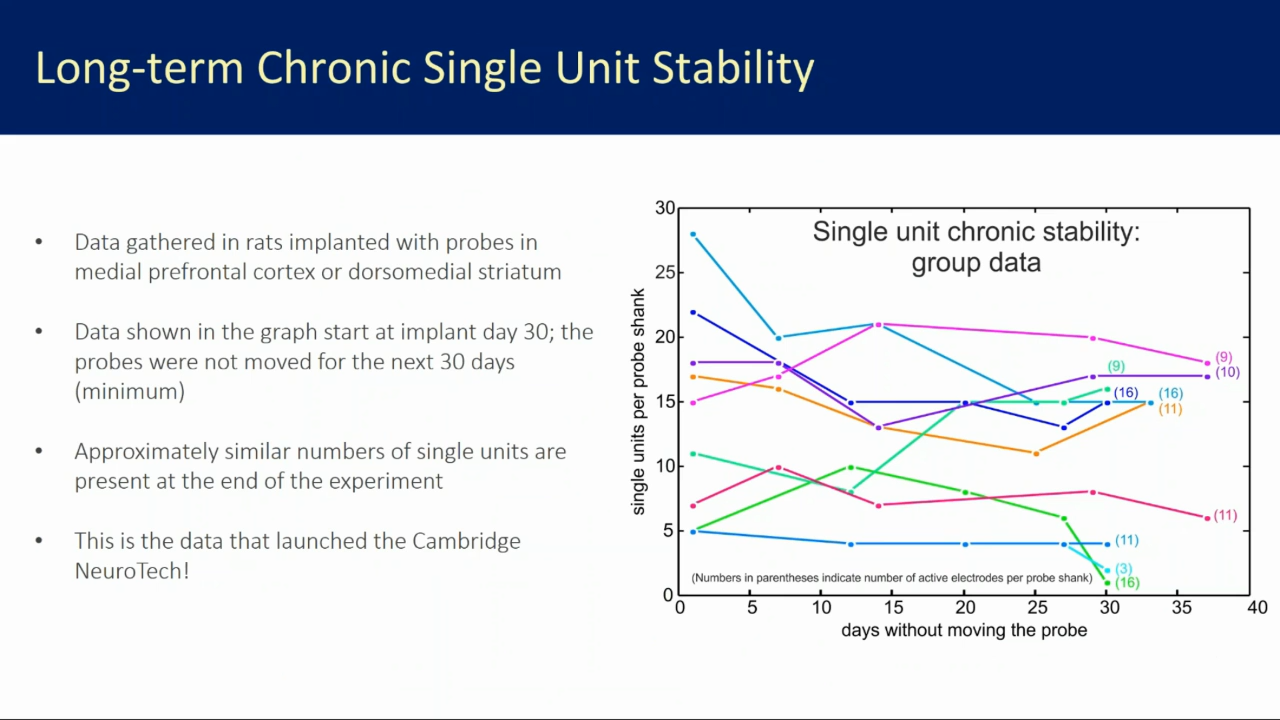 Long-term Chronic Single Unit Stability
• Data gathered in rats implanted with probes in
medial prefrontal cortex or dorsomedial striatum
• Data shown in the graph start at implant day 30; the
probes were not moved for the next 30 days
(minimum)
• Approximately similar numbers of single units are
present at the end of the experiment
• This is the data that launched the Cambridge
NeuroTech!
Single unit chronic stability:
group data
single units per probe shank
30
25
20
15
10
5
0
(9)
(10)
(9)
(16)
(16)
(11)
(11)
(11)
(3)
(16)
(Numbers in parentheses indicate number of active electrodes per probe shank)
0 5 10 15 20 25 30 35 40
days without moving the probe